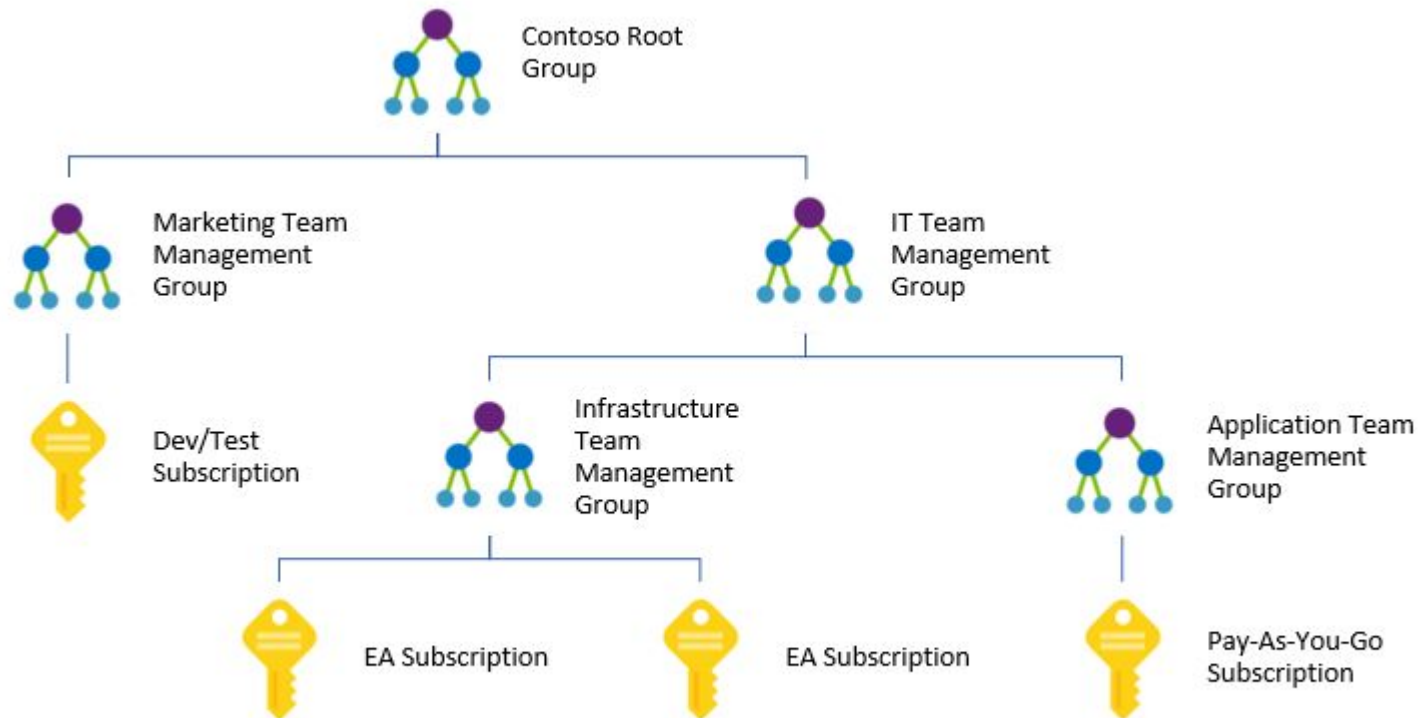 Contoso Root
Group
Marketing Team
Management
Group
IT Team
Management
Group
Dev/Test
Subscription
Infrastructure
Team
Management
Group
Application Team
Management
Group
EA Subscription
EA Subscription
Pay-As-You-Go
Subscription